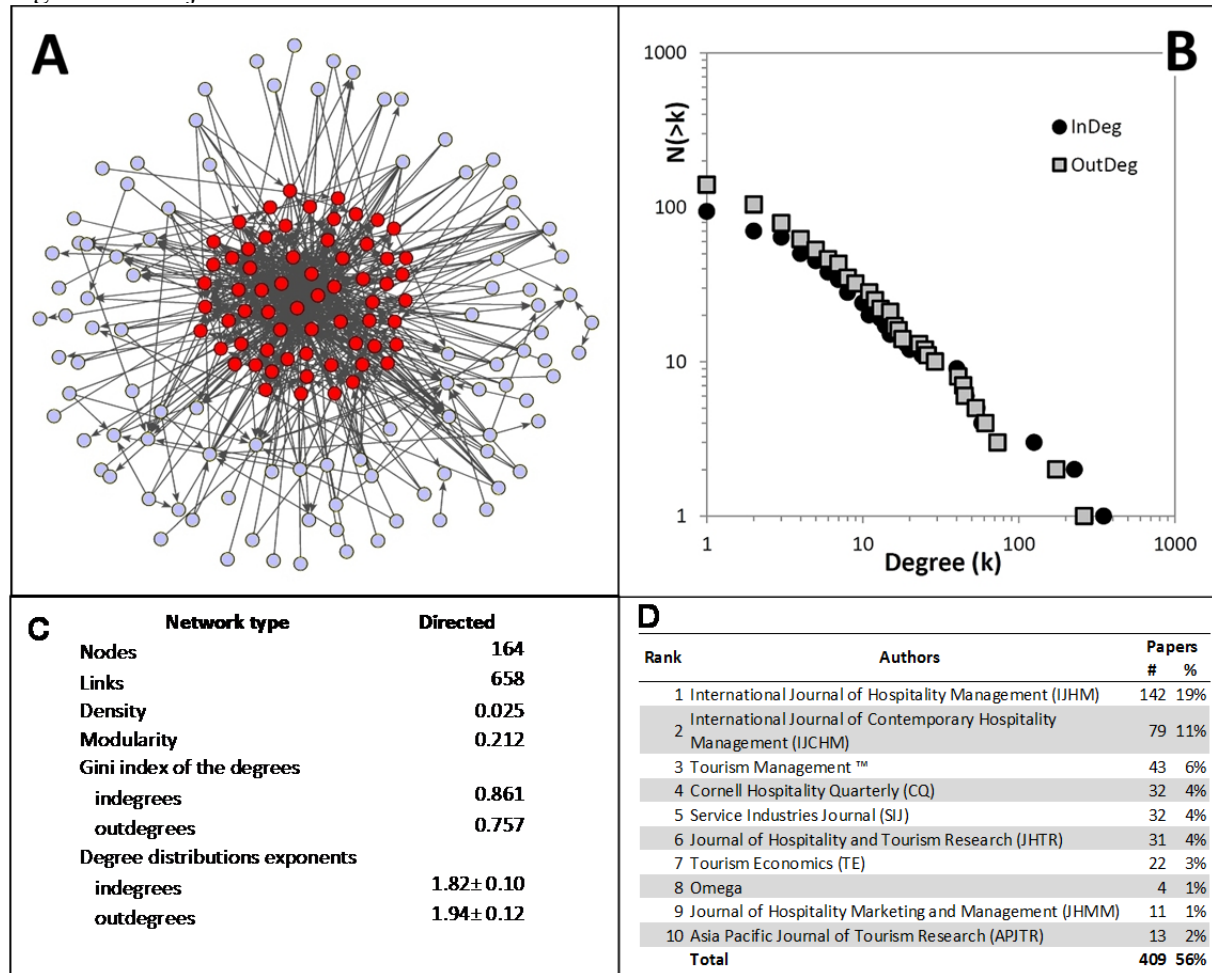 A
B
1000
100
10
1
N(>k)
InDeg
OutDeg
1
10
100
1000
Degree (k)
C
Network type Directed
Nodes 164
Links 658
Density 0.025
Modularity 0.212
Gini index of the degrees
indegrees 0.861
outdegrees 0.757
Degree distributions exponents
indegrees 1.82± 0.10
outdegrees 1.94± 0.12
D
Rank Authors Papers
# %
1 International Journal of Hospitality Management (IJHM) 142 19%
International Journal of Contemporary Hospitality
2 Management (IJCHM) 79 11%
3 Tourism Management ™ 43 6%
4 Cornell Hospitality Quarterly (CQ) 32 4%
5 Service Industries Journal (SIJ) 32 4%
6 Journal of Hospitality and Tourism Research (JHTR) 31 4%
7 Tourism Economics (TE) 22 3%
8 Omega 4 1%
9 Journal of Hospitality Marketing and Management (JHMM) 11 1%
10 Asia Pacific Journal of Tourism Research (APJTR) 13 2%
Total 409 56%